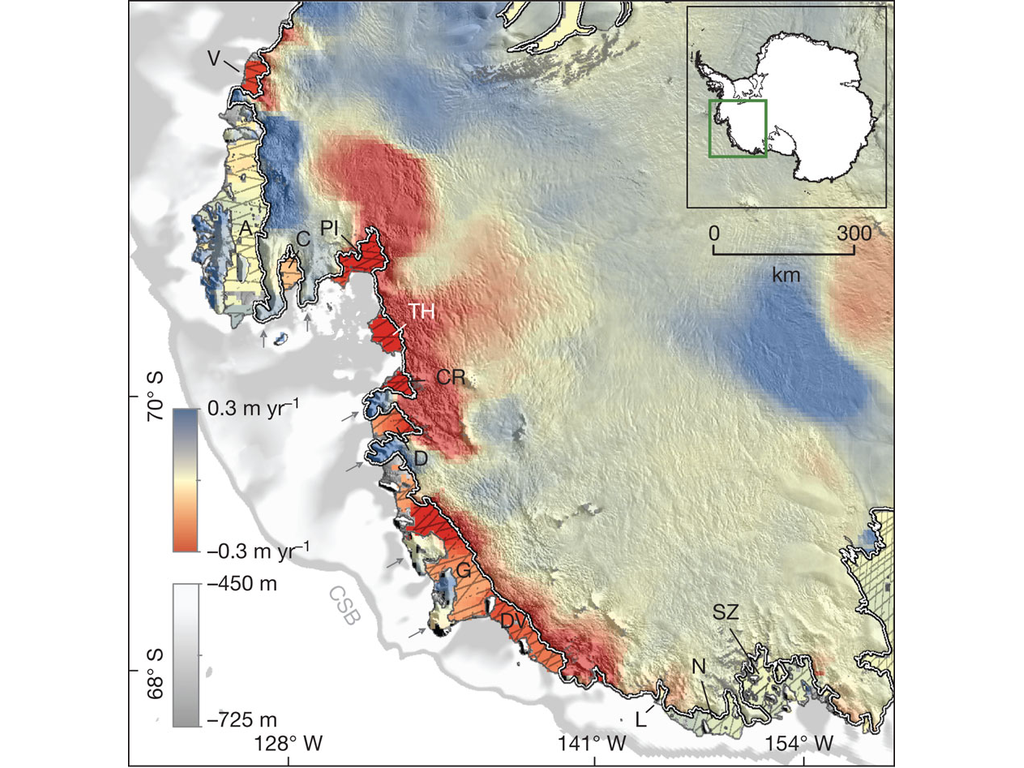 V
A
C
PI
0 300
km
TH
CR
70° S
0.3 m yr⁻¹
D
−0.3 m yr⁻¹
−450 m
G
CSB
DV
SZ
N
68° S
L
−725 m
128° W 141° W 154° W